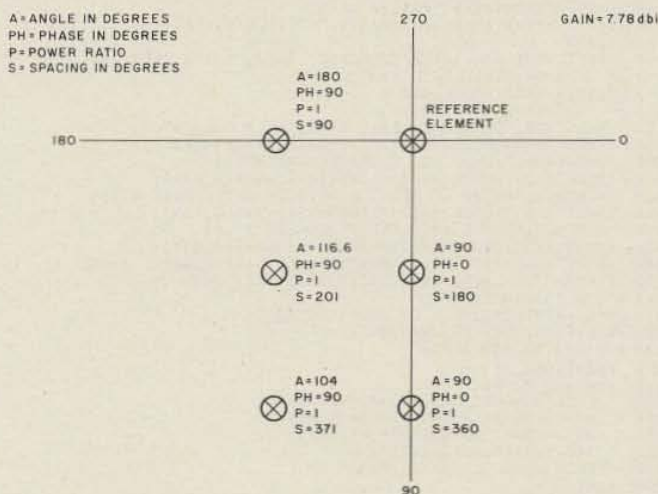 A=ANGLE IN DEGREES
PH=PHASE IN DEGREES
P=POWER RATIO
S=SPACING IN DEGREES
270
GAIN=7.78dbi
A=180
PH=90
P=1
S=90
REFERENCE
ELEMENT
180
0
A=116.6
PH=90
P=1
S=201
A=90
PH=0
P=1
S=180
A=104
PH=90
P=1
S=371
A=90
PH=0
P=1
S=360
90